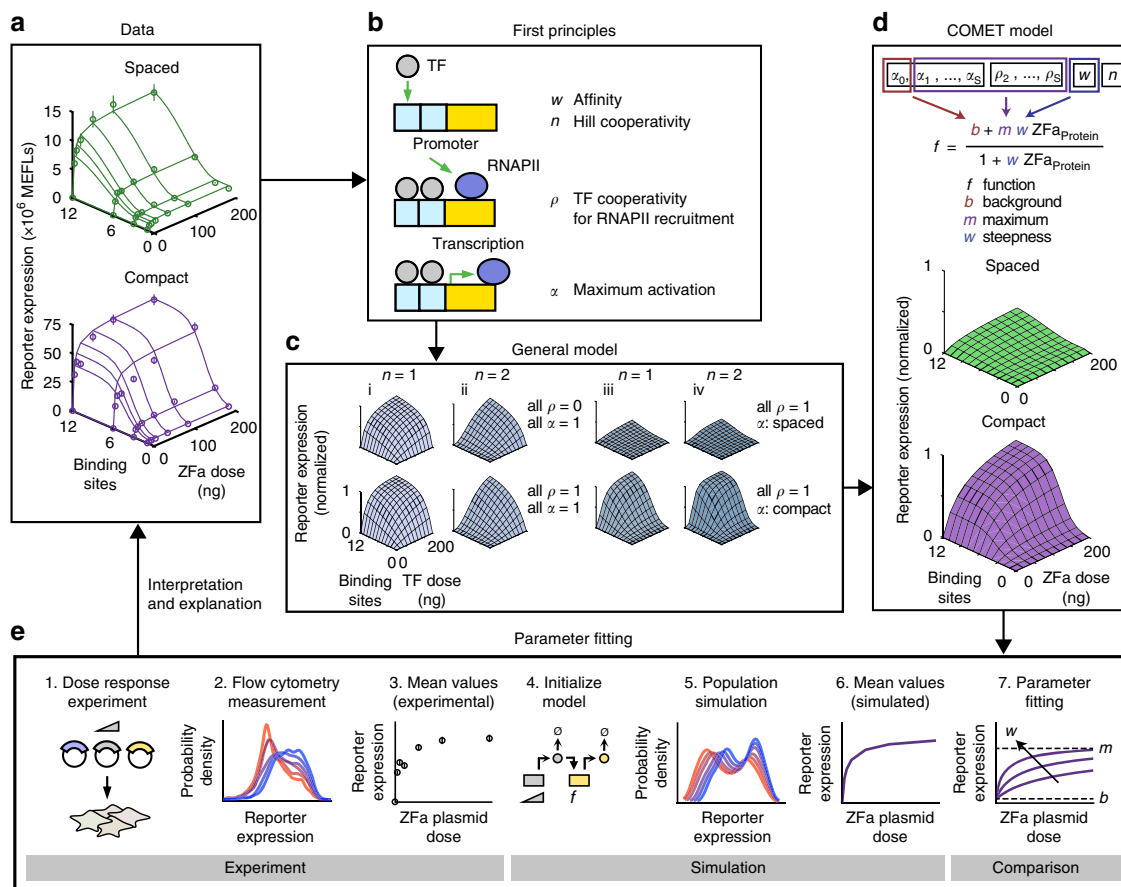 a
Data
Spaced
15
10
5
0
12
6
0
0
100
200
Compact
75
50
25
0
12
6
0
0
100
200
Reporter expression (×10⁶ MEFLs)
Binding
sites
ZFa dose
(ng)
b
First principles
TF
Promoter
w Affinity
n Hill cooperativity
RNAPII
ρ TF cooperativity
for RNAPII recruitment
Transcription
α Maximum activation
c
General model
n = 1
n = 2
n = 1
n = 2
i
ii
iii
iv
all ρ = 0
all α = 1
all ρ = 1
α: spaced
all ρ = 1
all α = 1
all ρ = 1
α: compact
Reporter expression
(normalized)
1
0
12
0
0
200
Binding
sites
TF dose
(ng)
d
COMET model
α₀, α₁ , ..., αS ρ₂ , ..., ρS w n
f = b + m w ZFaProtein
1 + w ZFaProtein
f function
b background
m maximum
w steepness
Spaced
1
0
12
0
0
200
Compact
1
0
12
0
0
200
Reporter expression (normalized)
Binding
sites
ZFa dose
(ng)
Interpretation
and explanation
e
Parameter fitting
1. Dose response
experiment
2. Flow cytometry
measurement
Probability
density
Reporter
expression
3. Mean values
(experimental)
Reporter
expression
ZFa plasmid
dose
4. Initialize
model
∅
∅
f
5. Population
simulation
Probability
density
Reporter
expression
6. Mean values
(simulated)
Reporter
expression
ZFa plasmid
dose
7. Parameter
fitting
Reporter
expression
w
m
b
ZFa plasmid
dose
Experiment
Simulation
Comparison